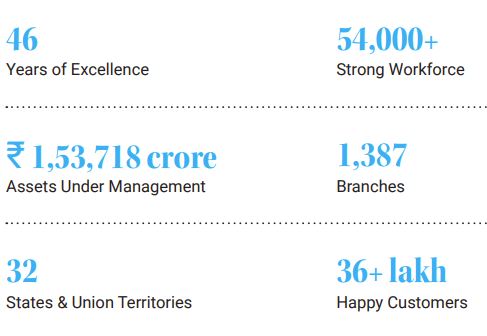 46
Years of Excellence
54,000+
Strong Workforce
₹ 1,53,718 crore
Assets Under Management
1,387
Branches
32
States & Union Territories
36+ lakh
Happy Customers